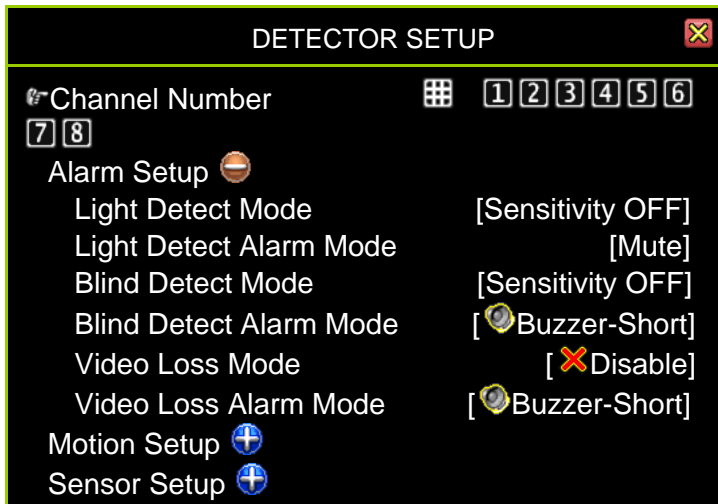 DETECTOR SETUP
Channel Number 1 2 3 4 5 6
7 8
Alarm Setup
Light Detect Mode [Sensitivity OFF]
Light Detect Alarm Mode [Mute]
Blind Detect Mode [Sensitivity OFF]
Blind Detect Alarm Mode [Buzzer-Short]
Video Loss Mode [Disable]
Video Loss Alarm Mode [Buzzer-Short]
Motion Setup
Sensor Setup